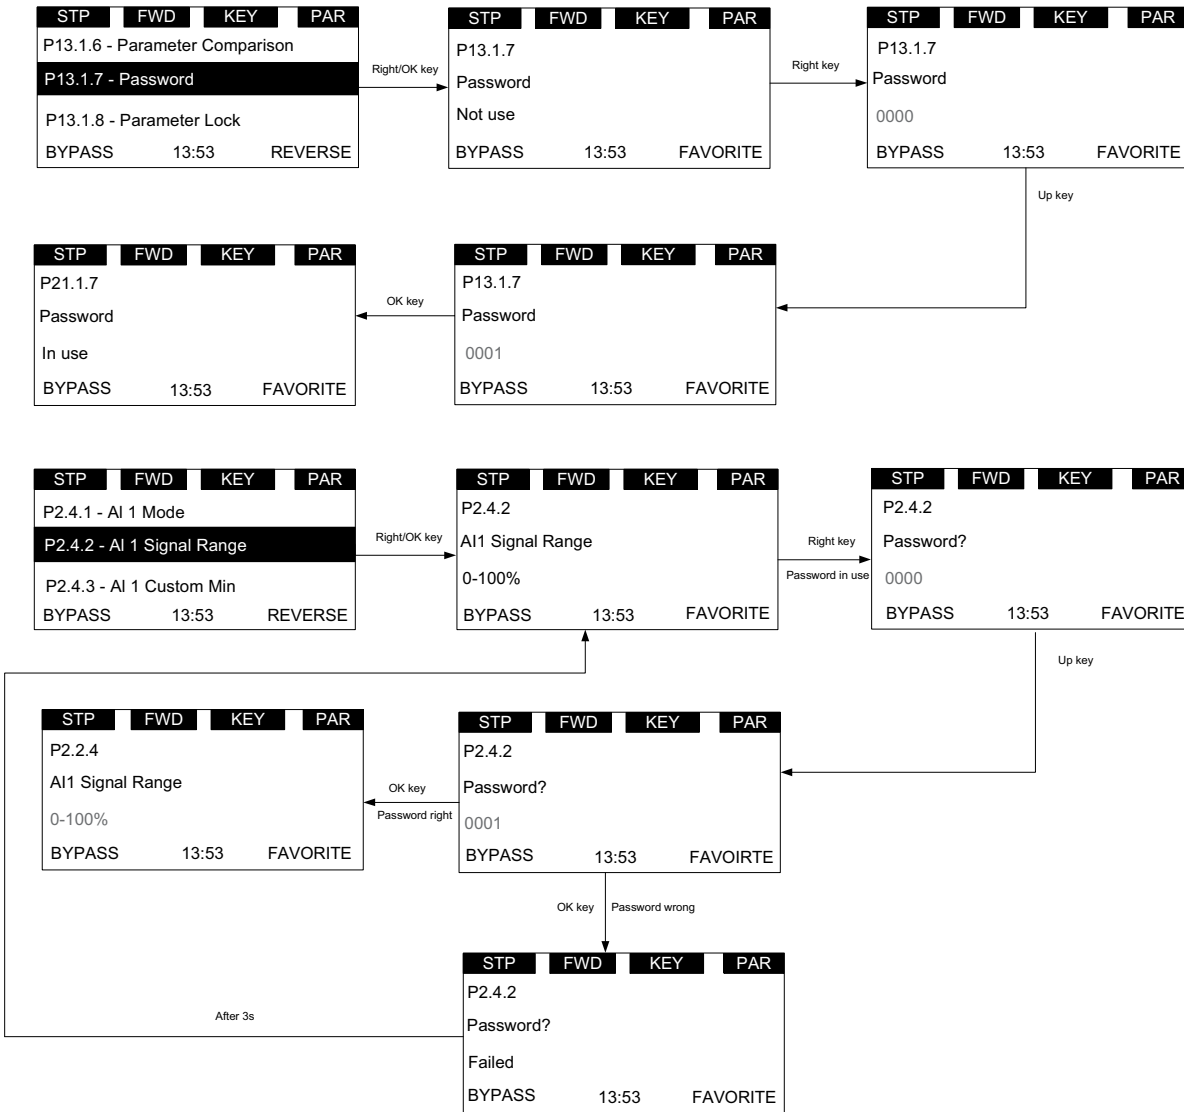 STP FWD KEY PAR
P13.1.6 - Parameter Comparison
P13.1.7 - Password
P13.1.8 - Parameter Lock
BYPASS 13:53 REVERSE
Right/OK key
STP FWD KEY PAR
P13.1.7
Password
Not use
BYPASS 13:53 FAVORITE
Right key
STP FWD KEY PAR
P13.1.7
Password
0000
BYPASS 13:53 FAVORITE
Up key
STP FWD KEY PAR
P13.1.7
Password
0001
BYPASS 13:53 FAVORITE
OK key
STP FWD KEY PAR
P21.1.7
Password
In use
BYPASS 13:53 FAVORITE
STP FWD KEY PAR
P2.4.1 - AI 1 Mode
P2.4.2 - AI 1 Signal Range
P2.4.3 - AI 1 Custom Min
BYPASS 13:53 REVERSE
Right/OK key
STP FWD KEY PAR
P2.4.2
AI1 Signal Range
0-100%
BYPASS 13:53 FAVORITE
Right key
Password in use
STP FWD KEY PAR
P2.4.2
Password?
0000
BYPASS 13:53 FAVORITE
Up key
STP FWD KEY PAR
P2.4.2
Password?
0001
BYPASS 13:53 FAVOIRTE
OK key
Password right
STP FWD KEY PAR
P2.2.4
AI1 Signal Range
0-100%
BYPASS 13:53 FAVORITE
OK key Password wrong
STP FWD KEY PAR
P2.4.2
Password?
Failed
BYPASS 13:53 FAVORITE
After 3s